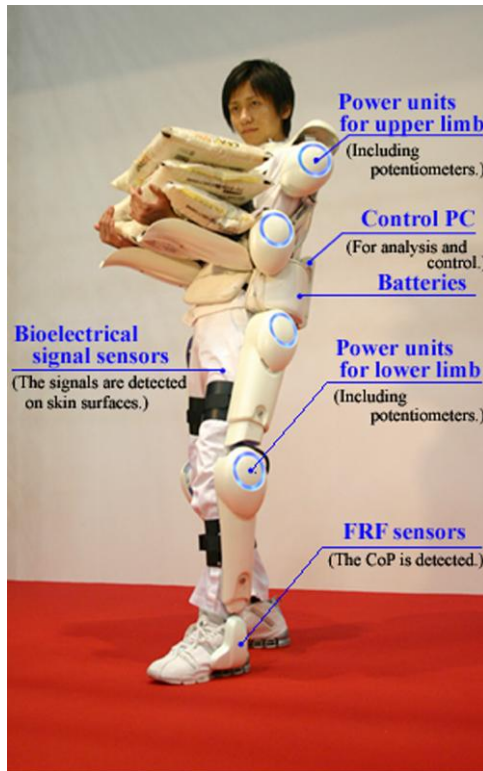 Power units
for upper limb
(Including
potentiometers.)
Control PC
(For analysis and
control.)
Batteries
Bioelectrical
signal sensors
(The signals are detected
on skin surfaces.)
Power units
for lower limb
(Including
potentiometers.)
FRF sensors
(The CoP is detected.)